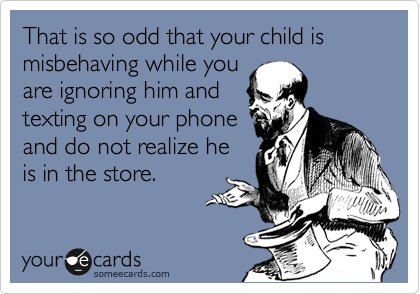 That is so odd that your child is
misbehaving while you
are ignoring him and
texting on your phone
and do not realize he
is in the store.
your e cards
someecards.com